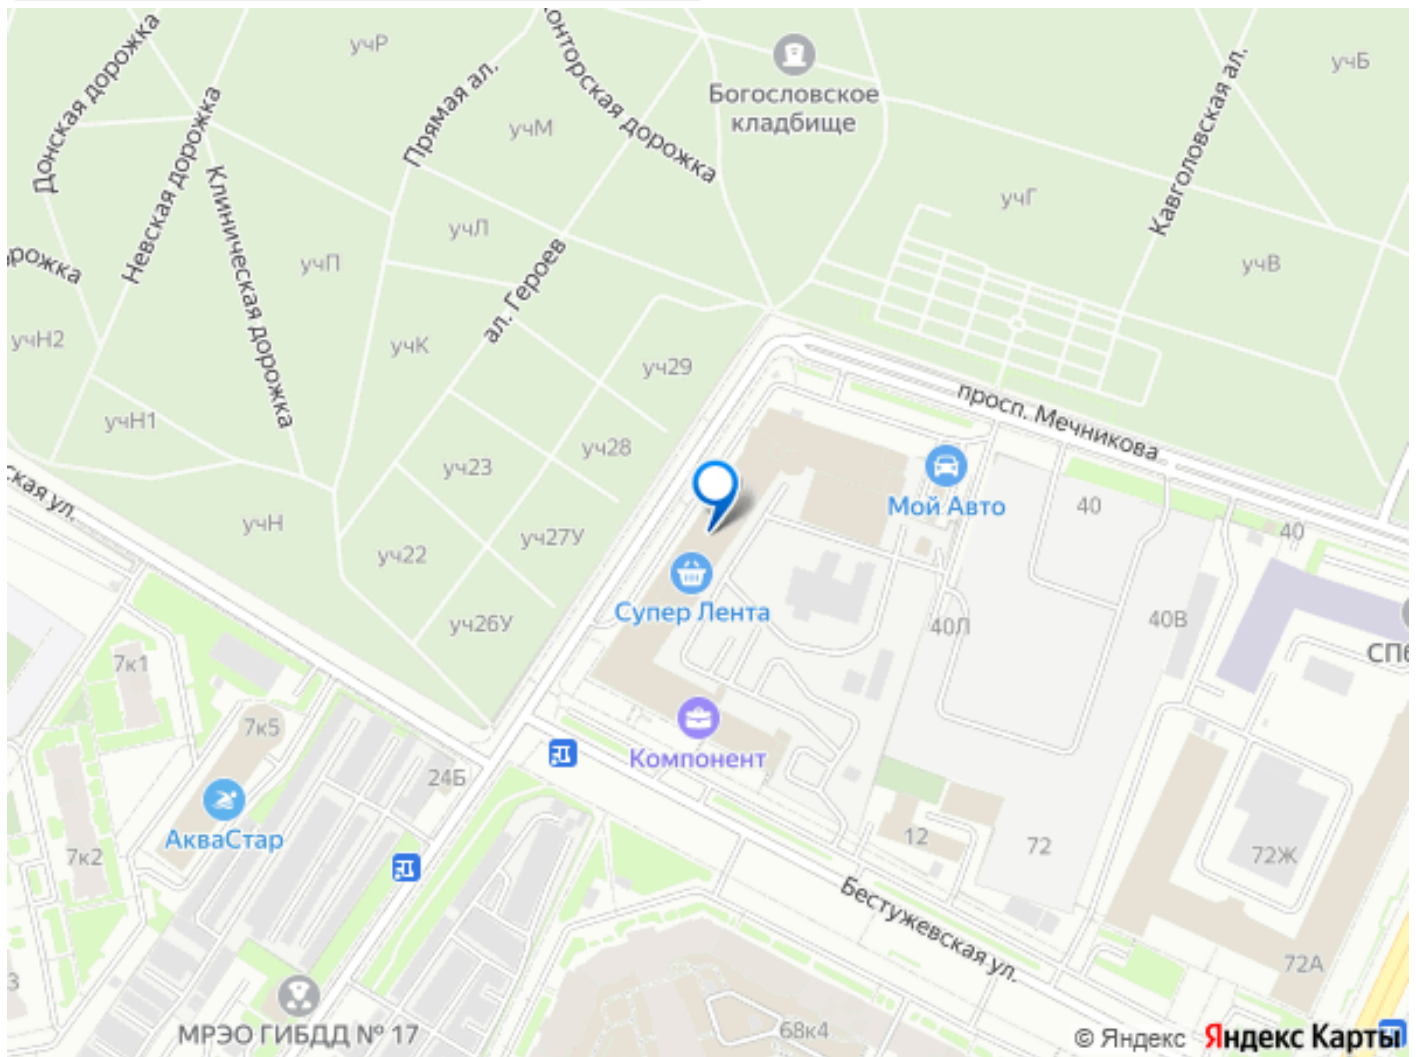 учР
Донская дорожка
Невская дорожка
Прямая ал.
Конторская дорожка
Богословское
кладбище
учБ
Кавголовская ал.
учМ
Клиническая дорожка
учГ
учЛ
учП
ал. Героев
учВ
учН2
учК
уч29
просп. Мечникова
учН1
уч23
уч28
Мой Авто
40
40
учН
уч22
уч27У
Супер Лента
уч26У
40Л
40В
7к1
7к5
Компонент
24Б
АкваСтар
7к2
12
72
72Ж
Бестужевская ул.
72А
3
МРЭО ГИБДД № 17
68к4
© Яндекс Яндекс Карты